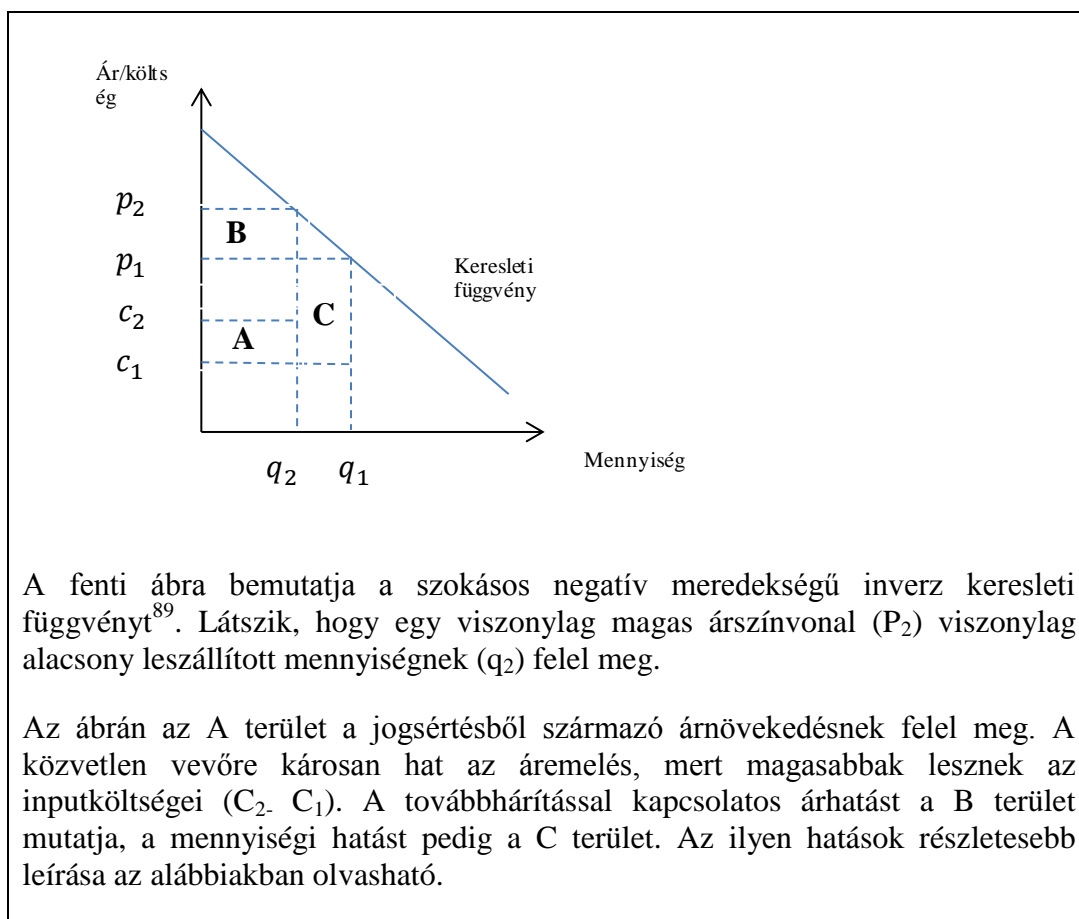 Ár/költs
ég
p₂
B
p₁
Keresleti
függvény
c₂
C
A
c₁
q₂ q₁
Mennyiség
A fenti ábra bemutatja a szokásos negatív meredekségű inverz keresleti
függvényt⁸⁹. Látszik, hogy egy viszonylag magas árszínvonal (P₂) viszonylag
alacsony leszállított mennyiségnek (q₂) felel meg.
Az ábrán az A terület a jogsértésből származó árnövekedésnek felel meg. A
közvetlen vevőre károsan hat az áremelés, mert magasabbak lesznek az
inputköltségei (C₂₋ C₁). A továbbhárítással kapcsolatos árhatást a B terület
mutatja, a mennyiségi hatást pedig a C terület. Az ilyen hatások részletesebb
leírása az alábbiakban olvasható.